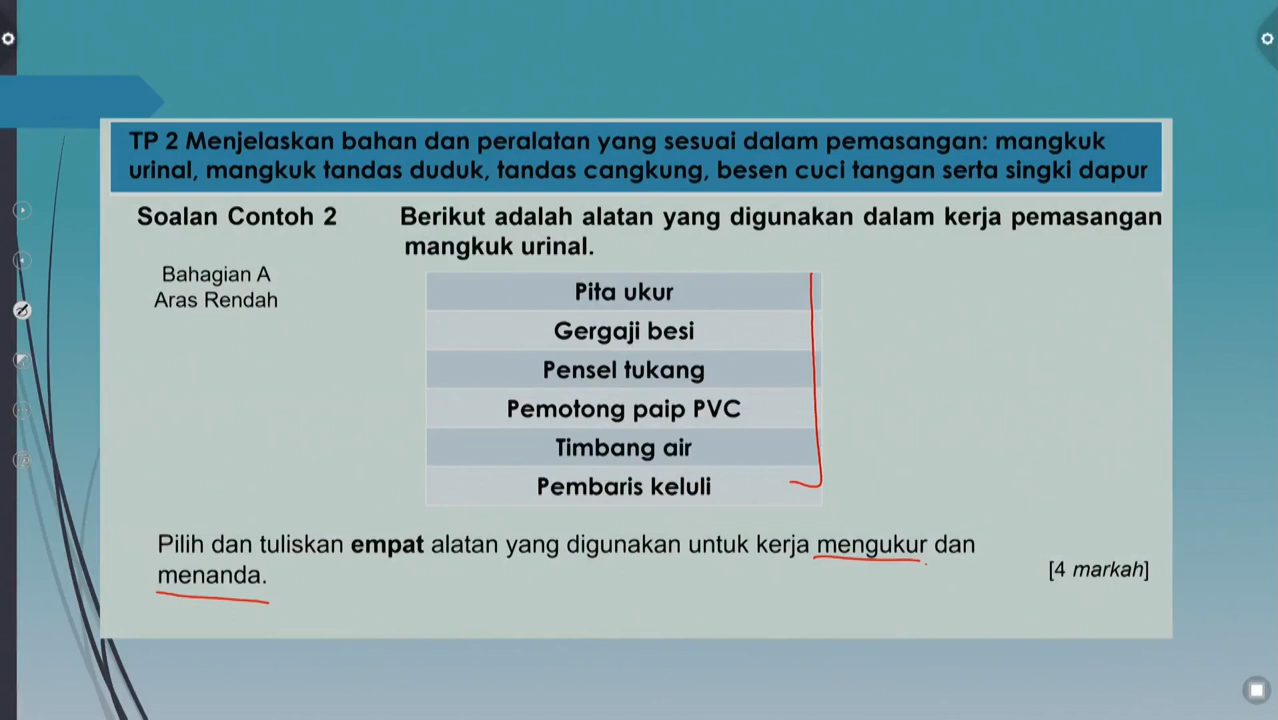 TP 2 Menjelaskan bahan dan peralatan yang sesuai dalam pemasangan: mangkuk
urinal, mangkuk tandas duduk, tandas cangkung, besen cuci tangan serta singki dapur
Soalan Contoh 2
Berikut adalah alatan yang digunakan dalam kerja pemasangan
mangkuk urinal.
Bahagian A
Aras Rendah
Pita ukur
Gergaji besi
Pensel tukang
Pemotong paip PVC
Timbang air
Pembaris keluli
Pilih dan tuliskan empat alatan yang digunakan untuk kerja mengukur dan
menanda.
[4 markah]